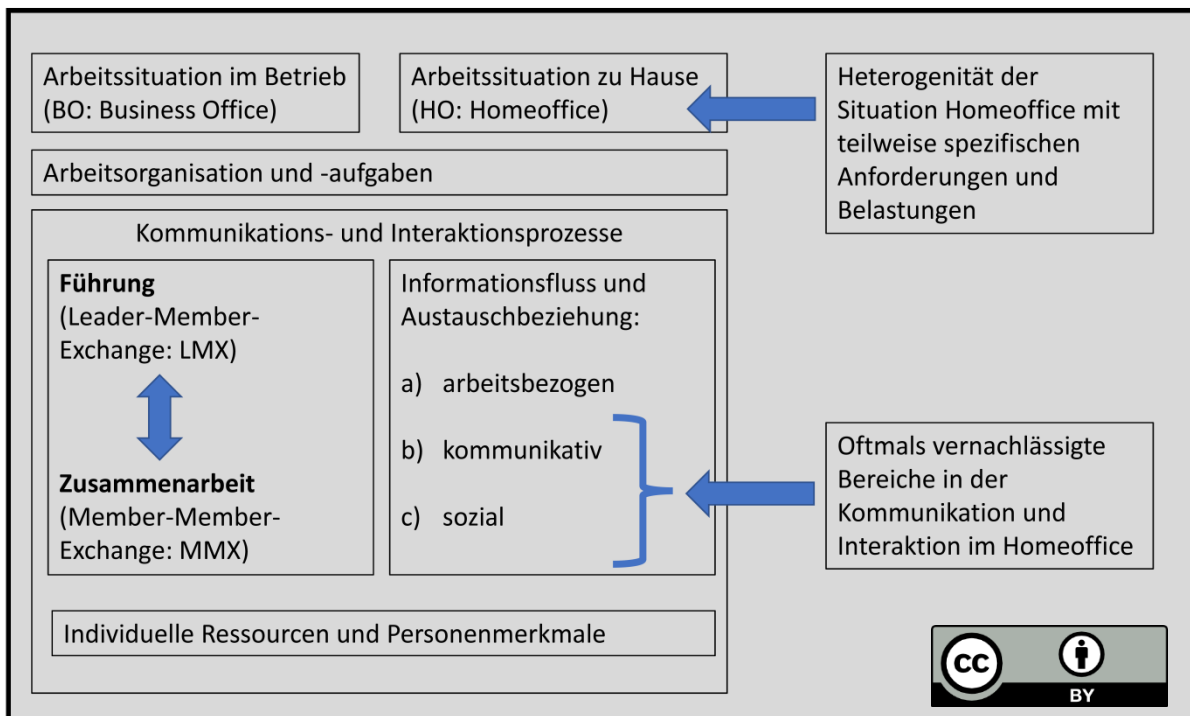 Arbeitssituation im Betrieb
(BO: Business Office)
Arbeitssituation zu Hause
(HO: Homeoffice)
Heterogenität der
Situation Homeoffice mit
teilweise spezifischen
Anforderungen und
Belastungen
Arbeitsorganisation und -aufgaben
Kommunikations- und Interaktionsprozesse
Führung
(Leader-Member-
Exchange: LMX)
Zusammenarbeit
(Member-Member-
Exchange: MMX)
Informationsfluss und
Austauschbeziehung:
a) arbeitsbezogen
b) kommunikativ
c) sozial
Oftmals vernachlässigte
Bereiche in der
Kommunikation und
Interaktion im Homeoffice
Individuelle Ressourcen und Personenmerkmale
cc
BY